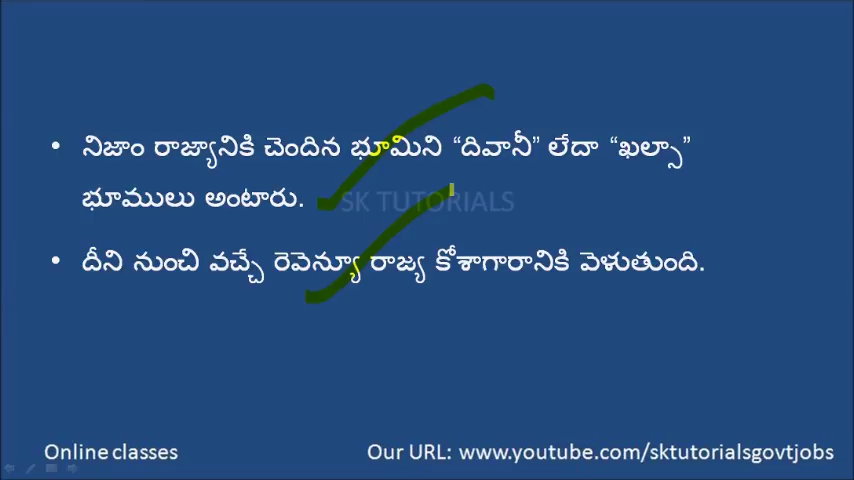 • నిజాం రాజ్యానికి చెందిన భూమిని “దివానీ” లేదా “ఖల్సా”
భూములు అంటారు.
SK TUTORIALS
• దీని నుంచి వచ్చే రెవెన్యూ రాజ్య కోశాగారానికి వెళుతుంది.
Online classes
Our URL: www.youtube.com/sktutorialsgovtjobs